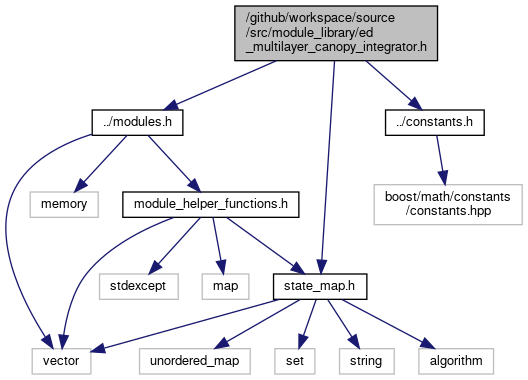 /github/workspace/source
/src/module_library/ed
_multilayer_canopy_integrator.h
../modules.h
../constants.h
memory
module_helper_functions.h
boost/math/constants
/constants.hpp
stdexcept
map
state_map.h
vector
unordered_map
set
string
algorithm